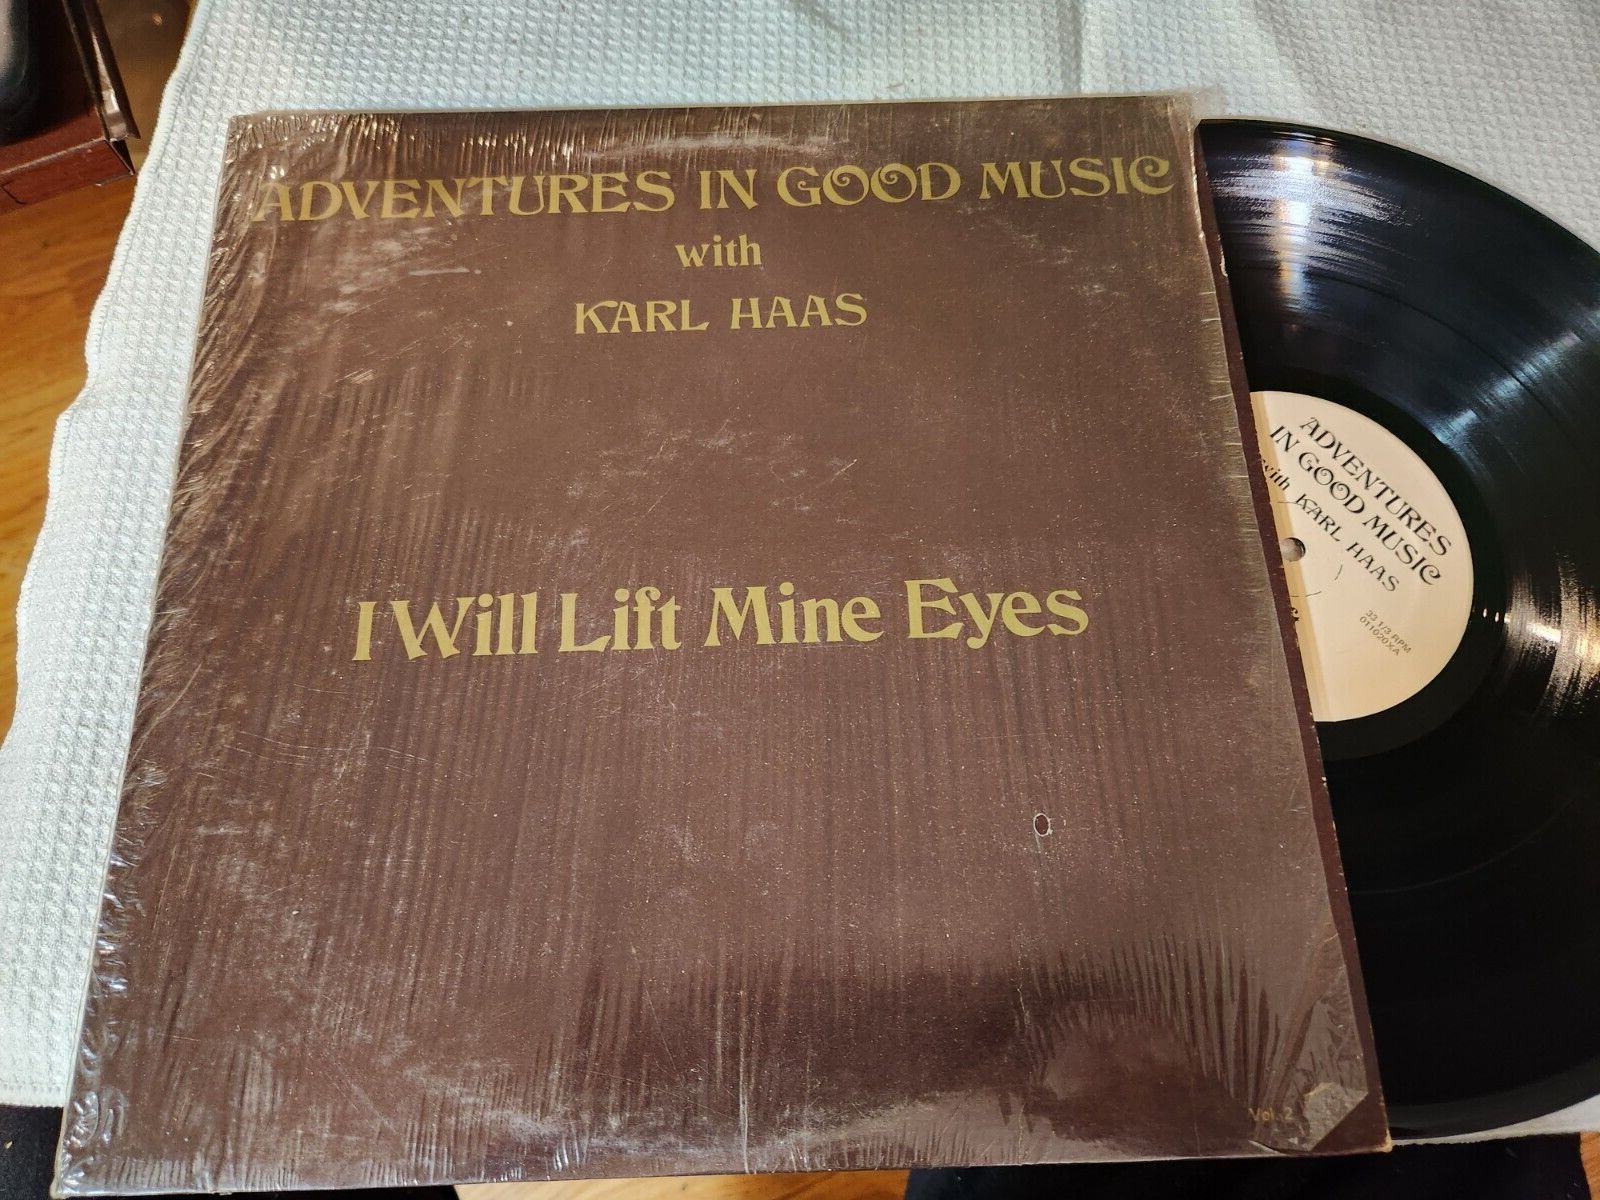 ADVENTURES IN GOOD MUSIC
with
KARL HAAS
I Will Lift Mine Eyes
Vol. 2
ADVENTURES
IN GOOD MUSIC
with KARL HAAS
33 1/3 RPM
011020XA